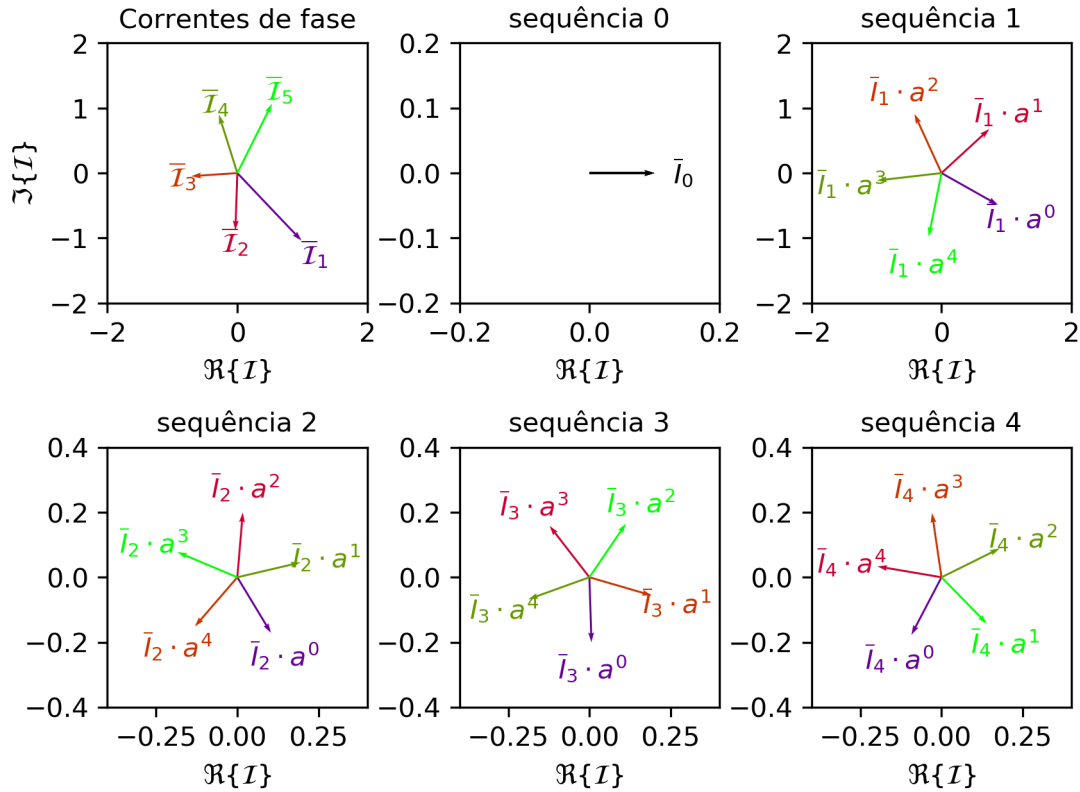 Correntes de fase
sequência 0
sequência 1
2
1
0
−1
−2
ℑ{ℐ}
ℐ̅₄
ℐ̅₅
ℐ̅₃
ℐ̅₂
ℐ̅₁
−2
0
2
ℜ{ℐ}
0.2
0.1
0.0
−0.1
−0.2
Ī₀
−0.2
0.0
0.2
ℜ{ℐ}
2
1
0
−1
−2
Ī₁ · a²
Ī₁ · a¹
Ī₁ · a³
Ī₁ · a⁰
Ī₁ · a⁴
−2
0
2
ℜ{ℐ}
sequência 2
sequência 3
sequência 4
0.4
0.2
0.0
−0.2
−0.4
Ī₂ · a²
Ī₂ · a³
Ī₂ · a¹
Ī₂ · a⁴
Ī₂ · a⁰
−0.25
0.00
0.25
ℜ{ℐ}
0.4
0.2
0.0
−0.2
−0.4
Ī₃ · a³
Ī₃ · a²
Ī₃ · a⁴
Ī₃ · a¹
Ī₃ · a⁰
−0.25
0.00
0.25
ℜ{ℐ}
0.4
0.2
0.0
−0.2
−0.4
Ī₄ · a³
Ī₄ · a²
Ī₄ · a⁴
Ī₄ · a¹
Ī₄ · a⁰
−0.25
0.00
0.25
ℜ{ℐ}